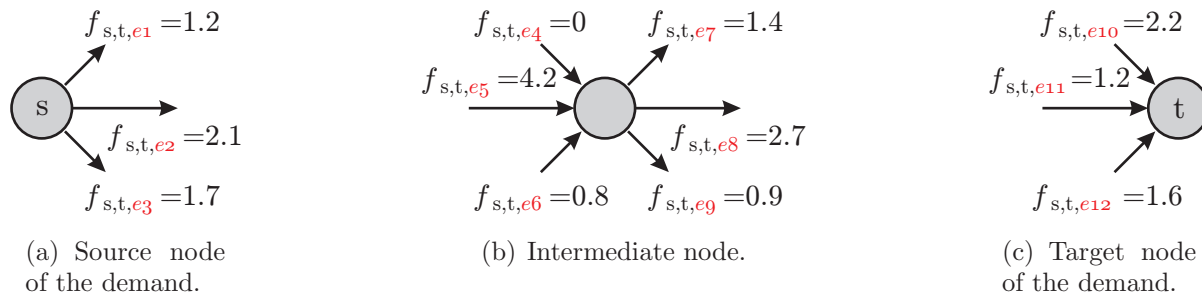 f s,t,e1 =1.2
s
f s,t,e2 =2.1
f s,t,e3 =1.7
(a) Source node
of the demand.
f s,t,e4 =0
f s,t,e7 =1.4
f s,t,e5 =4.2
f s,t,e8 =2.7
f s,t,e6 =0.8
f s,t,e9 =0.9
(b) Intermediate node.
f s,t,e10 =2.2
f s,t,e11 =1.2
t
f s,t,e12 =1.6
(c) Target node
of the demand.